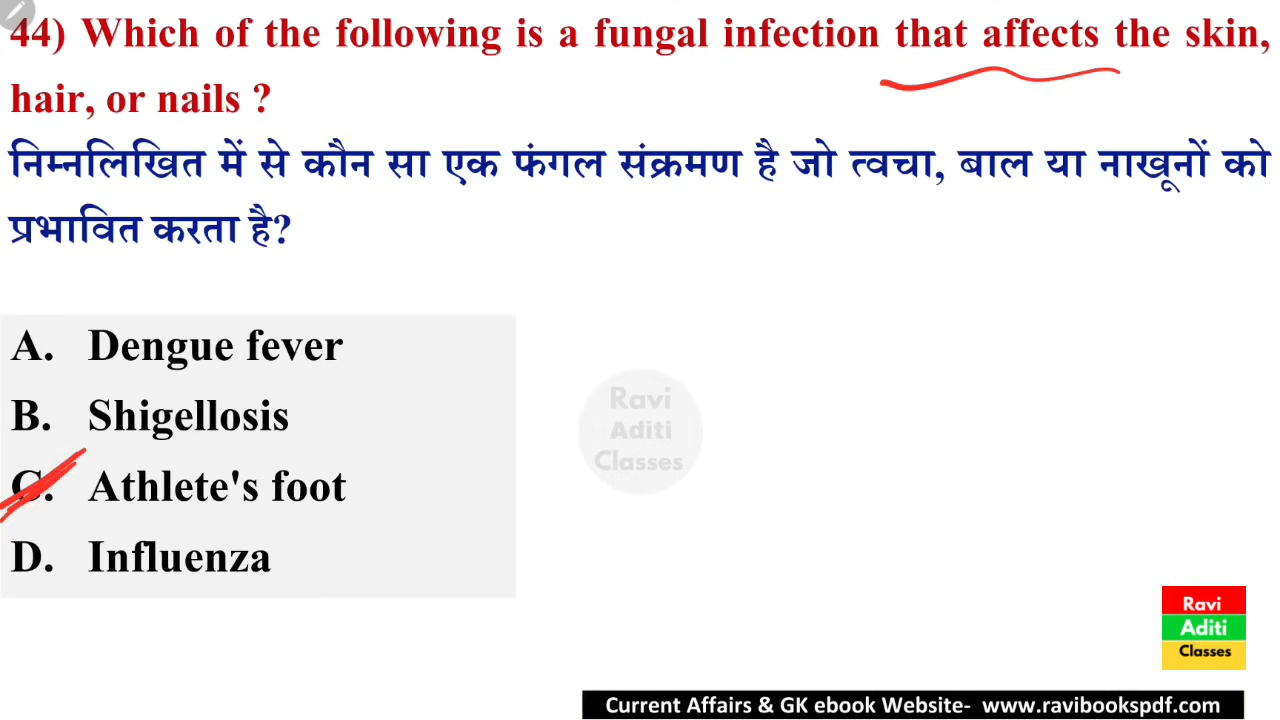 44) Which of the following is a fungal infection that affects the skin,
hair, or nails ?
निम्नलिखित में से कौन सा एक फंगल संक्रमण है जो त्वचा, बाल या नाखूनों को
प्रभावित करता है?
A. Dengue fever
B. Shigellosis
C. Athlete's foot
D. Influenza
Ravi
Aditi
Classes
Ravi
Aditi
Classes
Current Affairs & GK ebook Website- www.ravibookspdf.com